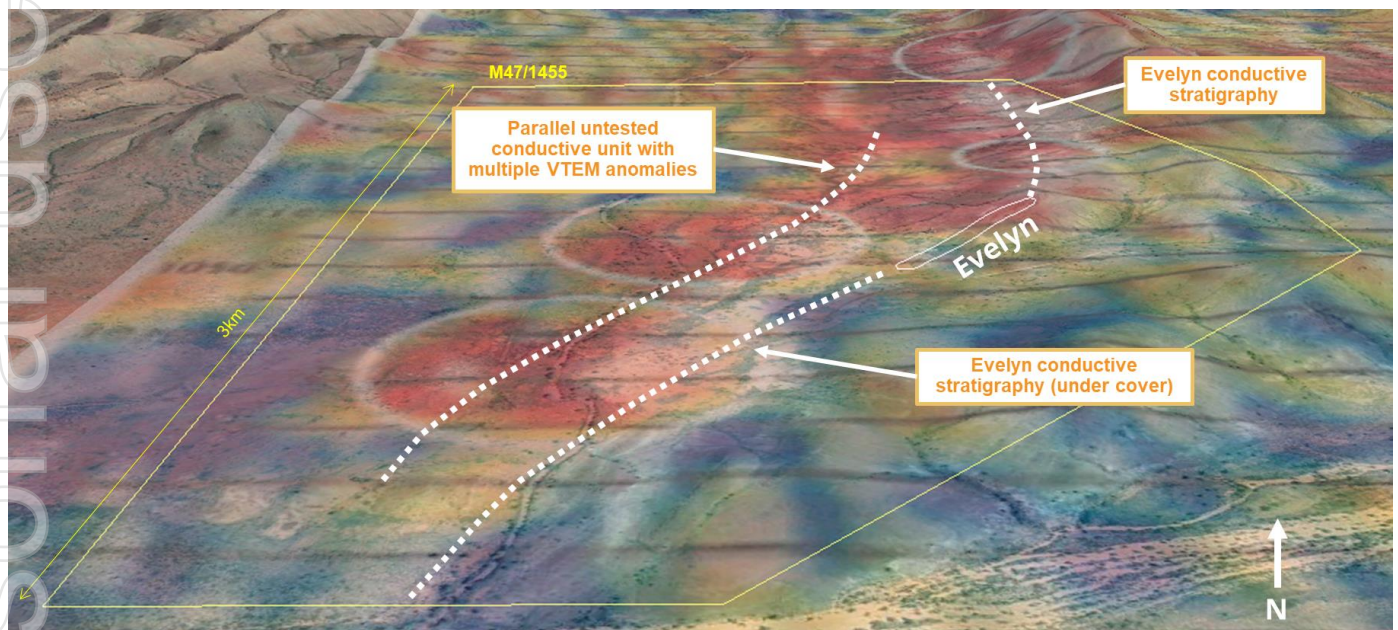 M47/1455
Evelyn conductive
stratigraphy
Parallel untested
conductive unit with
multiple VTEM anomalies
Evelyn
3km
Evelyn conductive
stratigraphy (under cover)
N